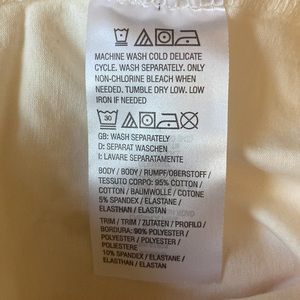 MACHINE WASH COLD DELICATE
CYCLE. WASH SEPARATELY. ONLY
NON-CHLORINE BLEACH WHEN
NEEDED. TUMBLE DRY LOW. LOW
IRON IF NEEDED
30
GB: WASH SEPARATELY
D: SEPARAT WASCHEN
I: LAVARE SEPARATAMENTE
BODY / BODY / RUMPF/OBERSTOFF /
TESSUTO CORPO: 95% COTTON /
COTTON / BAUMWOLLE / COTONE
5% SPANDEX / ELASTANE /
ELASTHAN / ELASTAN
TRIM / TRIM / ZUTATEN / PROFILO /
BORDURA: 90% POLYESTER /
POLYESTER / POLYESTER /
POLIESTERE
10% SPANDEX / ELASTANE /
ELASTHAN / ELASTAN